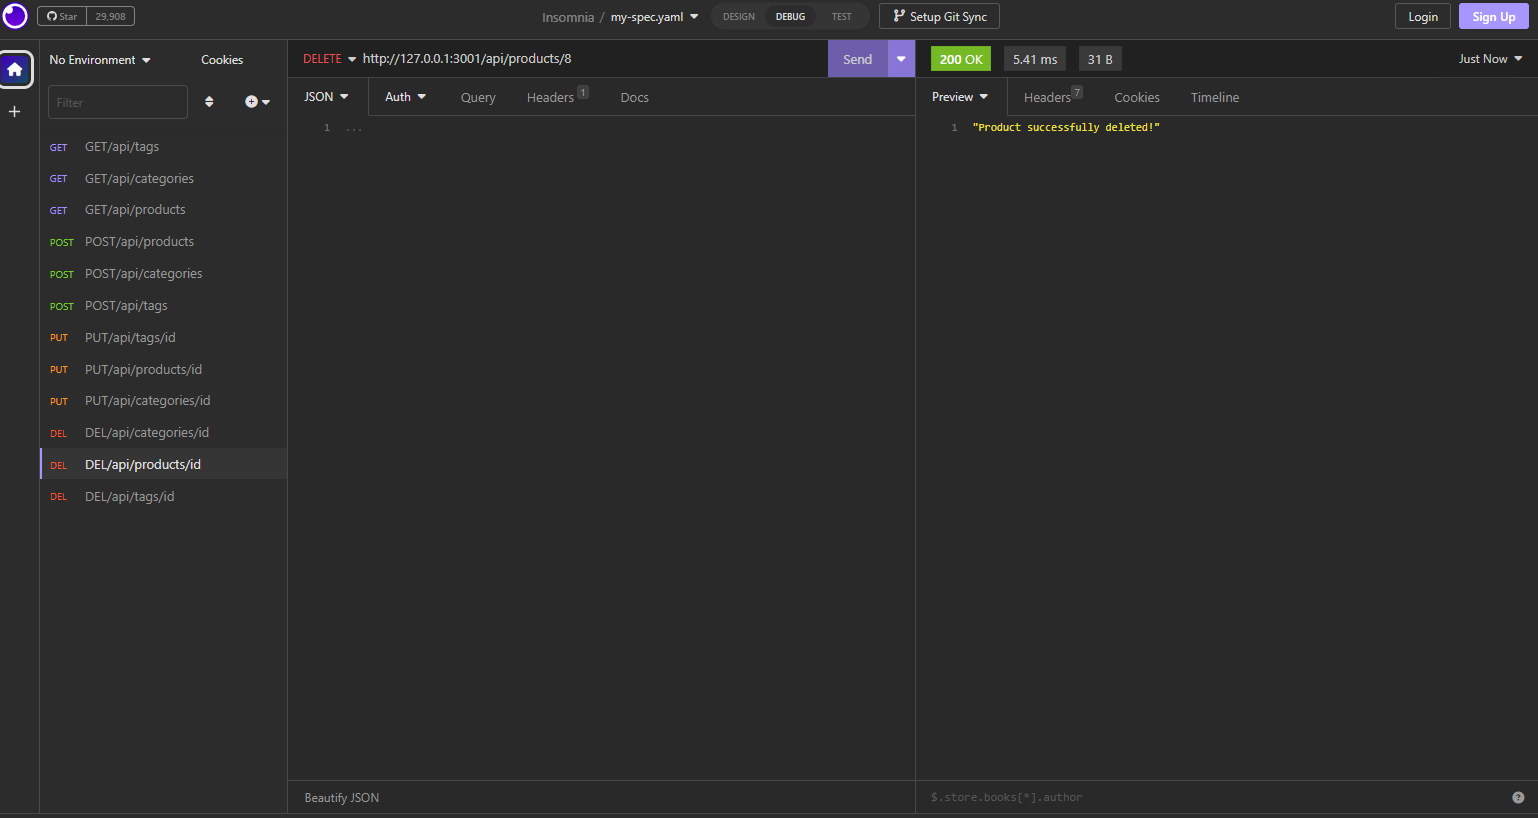 Star 29,908
Insomnia / my-spec.yaml
DESIGN DEBUG TEST
Setup Git Sync
Login
Sign Up
No Environment
Cookies
Filter
GET GET/api/tags
GET GET/api/categories
GET GET/api/products
POST POST/api/products
POST POST/api/categories
POST POST/api/tags
PUT PUT/api/tags/id
PUT PUT/api/products/id
PUT PUT/api/categories/id
DEL DEL/api/categories/id
DEL DEL/api/products/id
DEL DEL/api/tags/id
DELETE http://127.0.0.1:3001/api/products/8
Send
JSON Auth Query Headers 1 Docs
1 ...
Beautify JSON
200 OK 5.41 ms 31 B
Just Now
Preview Headers 7 Cookies Timeline
1 "Product successfully deleted!"
$.store.books[*].author
?